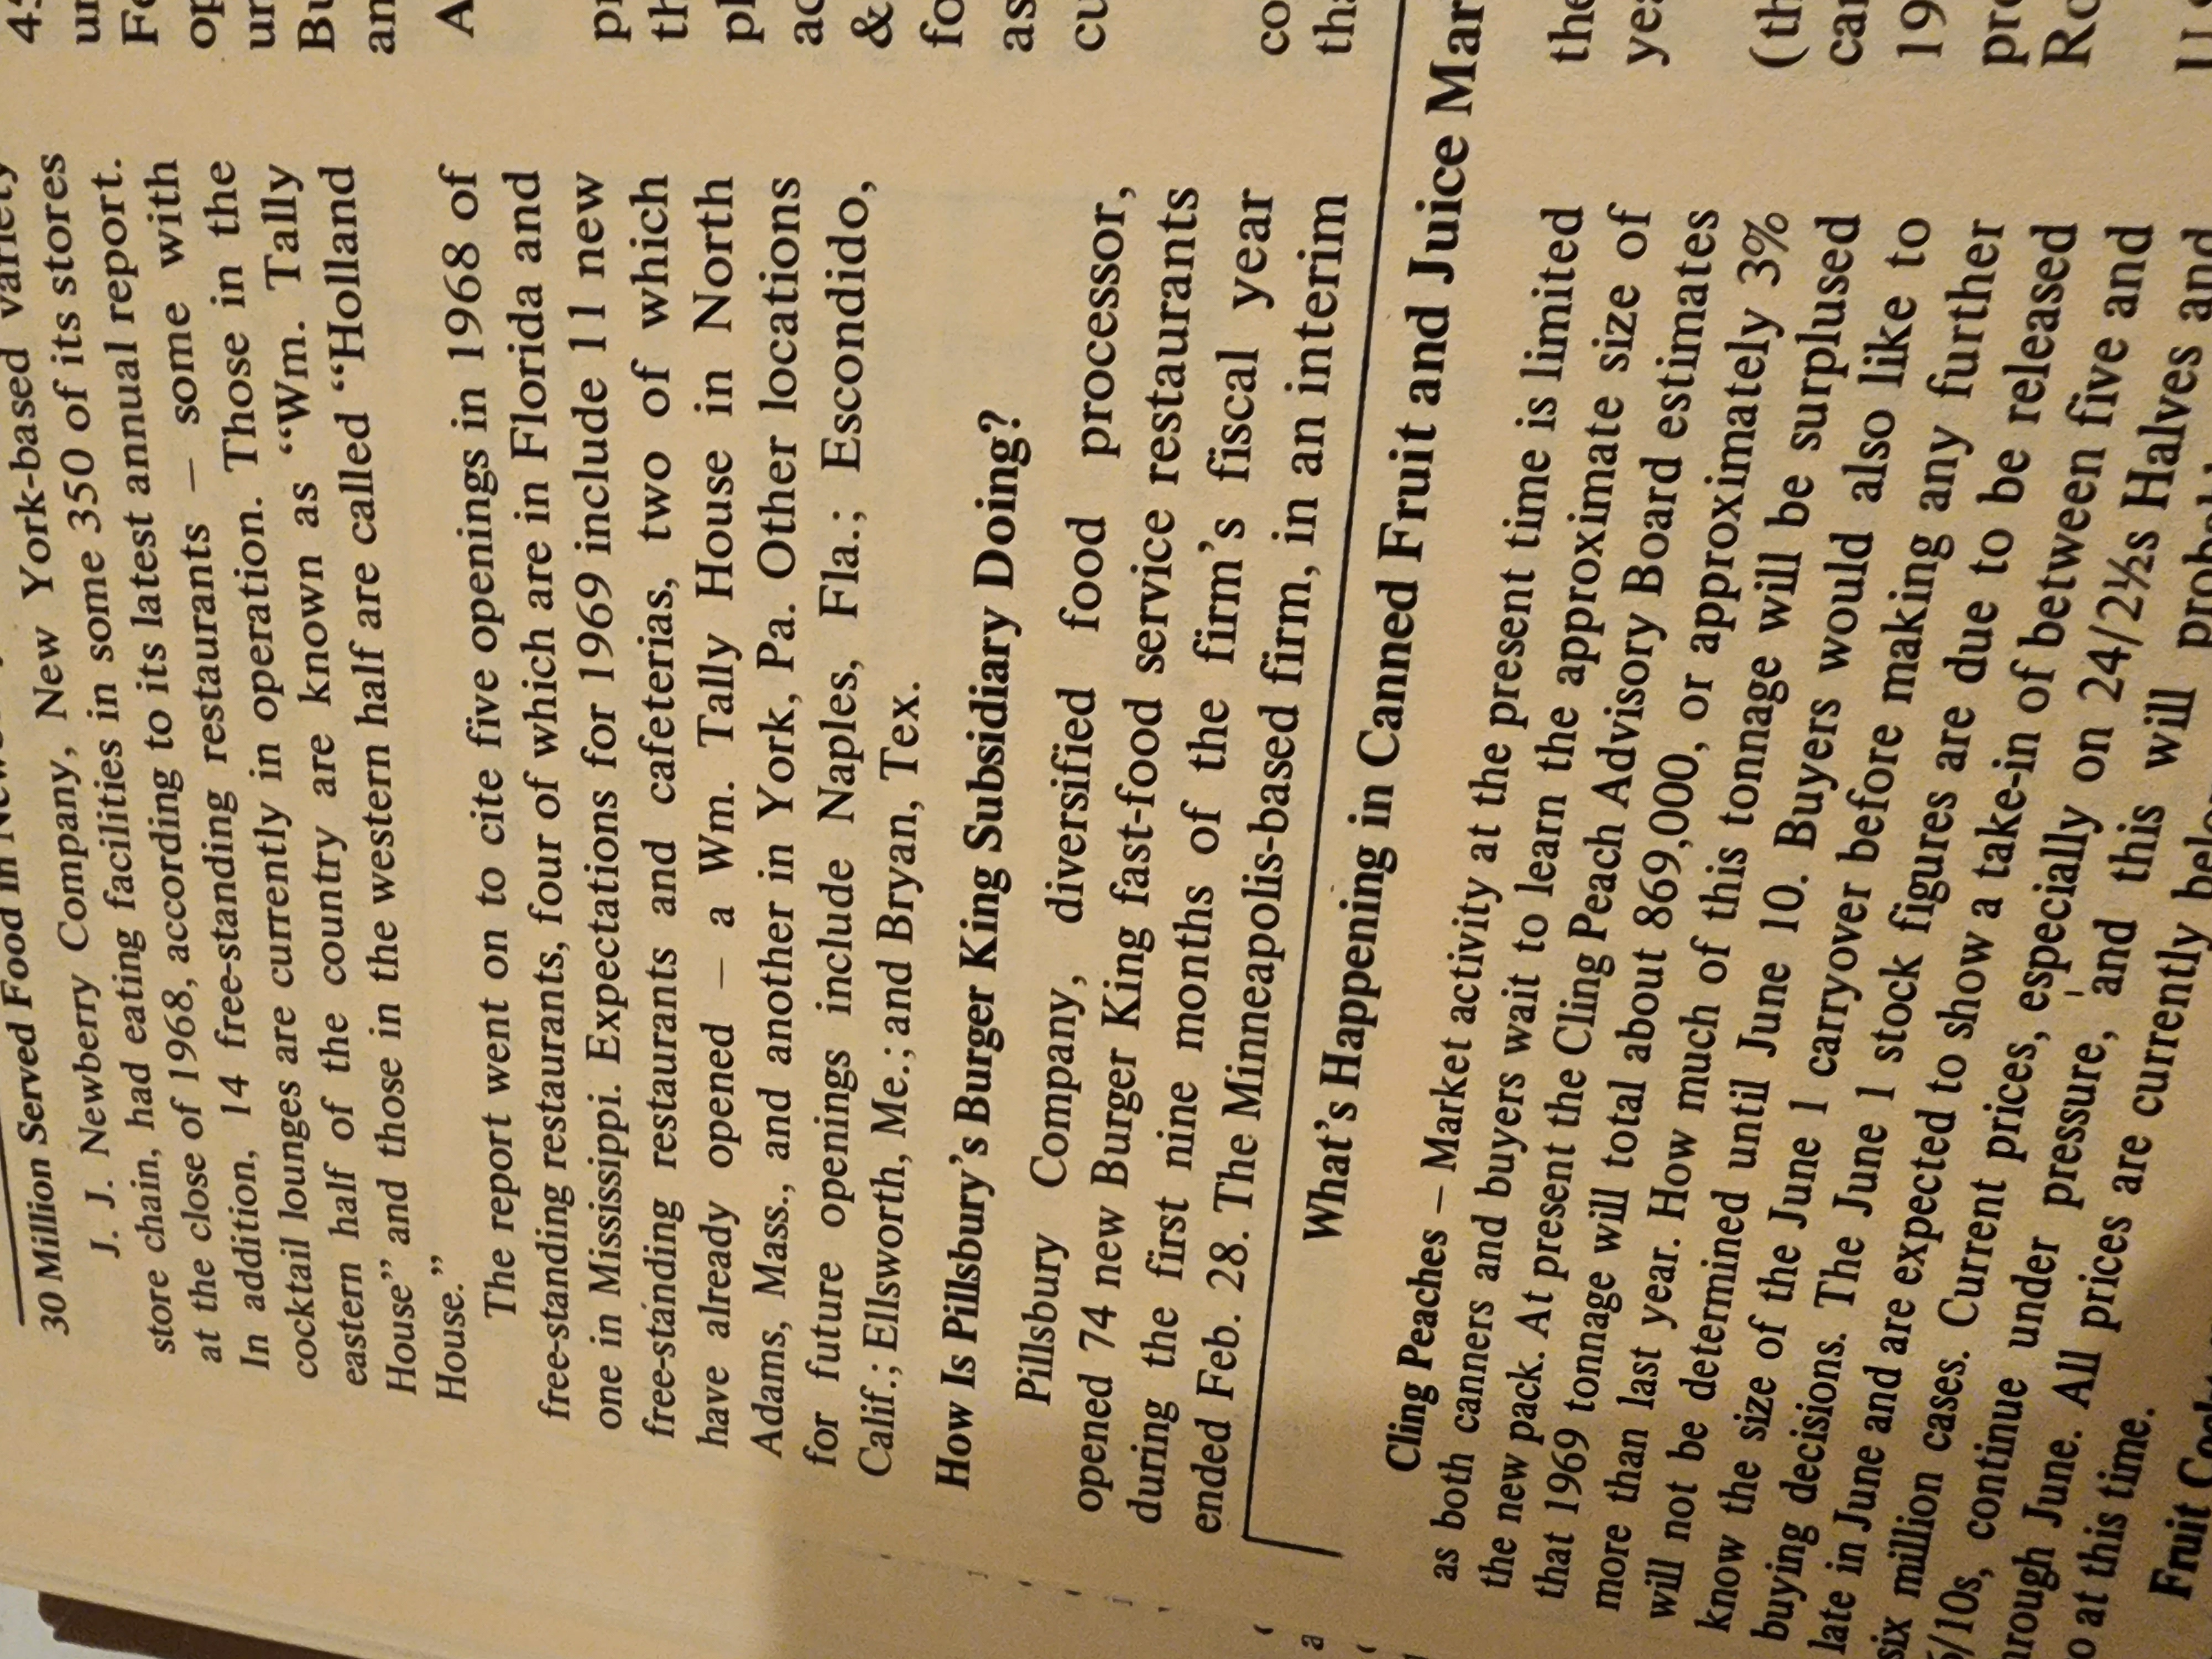 30 Million Served Food in
J. J. Newberry Company, New York-based variety
store chain, had eating facilities in some 350 of its stores
at the close of 1968, according to its latest annual report.
In addition, 14 free-standing restaurants — some with
cocktail lounges are currently in operation. Those in the
eastern half of the country are known as "Wm. Tally
House" and those in the western half are called "Holland
House."
The report went on to cite five openings in 1968 of
free-standing restaurants, four of which are in Florida and
one in Mississippi. Expectations for 1969 include 11 new
free-standing restaurants and cafeterias, two of which
have already opened — a Wm. Tally House in North
Adams, Mass., and another in York, Pa. Other locations
for future openings include Naples, Fla.; Escondido,
Calif.; Ellsworth, Me.; and Bryan, Tex.
How Is Pillsbury's Burger King Subsidiary Doing?
Pillsbury Company, diversified food processor,
opened 74 new Burger King fast-food service restaurants
during the first nine months of the firm's fiscal year
ended Feb. 28. The Minneapolis-based firm, in an interim
What's Happening in Canned Fruit and Juice Mar
Cling Peaches — Market activity at the present time is limited
as both canners and buyers wait to learn the approximate size of
the new pack. At present the Cling Peach Advisory Board estimates
that 1969 tonnage will total about 869,000, or approximately 3%
more than last year. How much of this tonnage will be surplused
will not be determined until June 10. Buyers would also like to
know the size of the June 1 carryover before making any further
buying decisions. The June 1 stock figures are due to be released
late in June and are expected to show a take-in of between five and
six million cases. Current prices, especially on 24/2½s Halves and
6/10s, continue under pressure, and this will
through June. All prices are currently
at this time.
Fruit